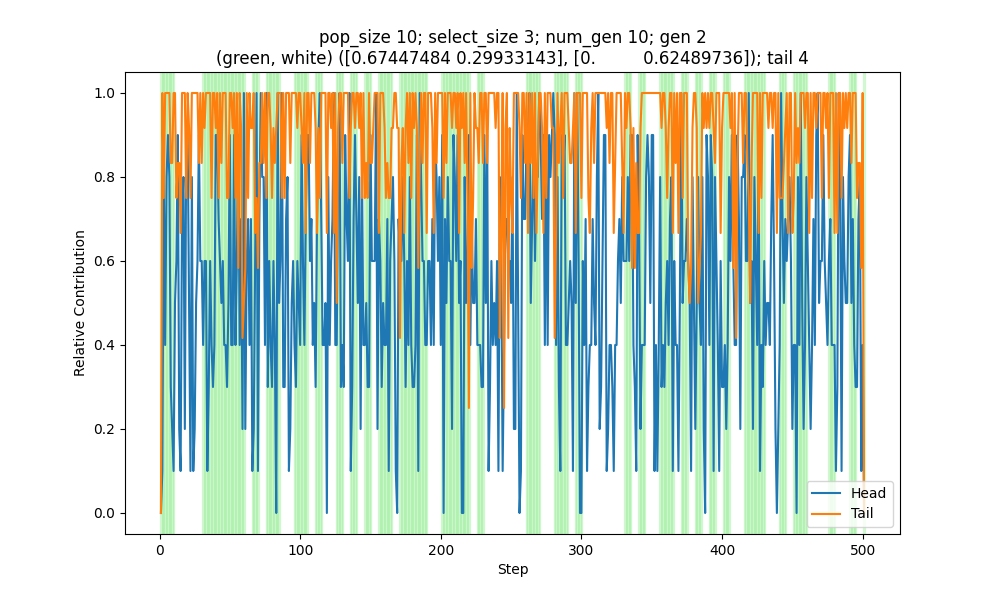 pop_size 10; select_size 3; num_gen 10; gen 2
(green, white) ([0.67447484 0.29933143], [0.         0.62489736]); tail 4
1.0
0.8
0.6
0.4
0.2
0.0
Relative Contribution
Head
Tail
0 100 200 300 400 500
Step